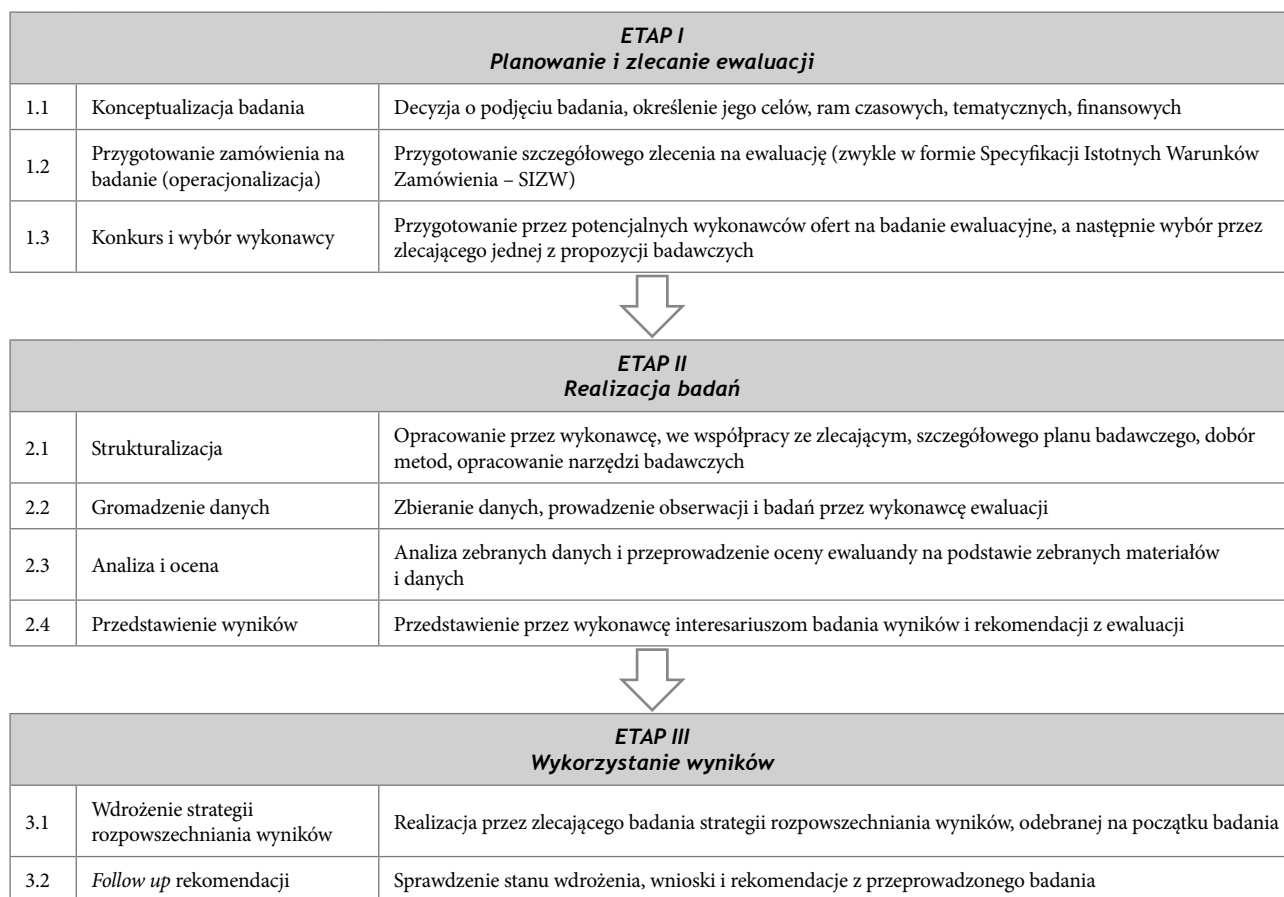 ETAP I
Planowanie i zlecanie ewaluacji
1.1 Konceptualizacja badania Decyzja o podjęciu badania, określenie jego celów, ram czasowych, tematycznych, finansowych
1.2 Przygotowanie zamówienia na badanie (operacjonalizacja) Przygotowanie szczegółowego zlecenia na ewaluację (zwykle w formie Specyfikacji Istotnych Warunków
Zamówienia – SIZW)
1.3 Konkurs i wybór wykonawcy Przygotowanie przez potencjalnych wykonawców ofert na badanie ewaluacyjne, a następnie wybór przez
zlecającego jednej z propozycji badawczych
ETAP II
Realizacja badań
2.1 Strukturalizacja Opracowanie przez wykonawcę, we współpracy ze zlecającym, szczegółowego planu badawczego, dobór
metod, opracowanie narzędzi badawczych
2.2 Gromadzenie danych Zbieranie danych, prowadzenie obserwacji i badań przez wykonawcę ewaluacji
2.3 Analiza i ocena Analiza zebranych danych i przeprowadzenie oceny ewaluandy na podstawie zebranych materiałów
i danych
2.4 Przedstawienie wyników Przedstawienie przez wykonawcę interesariuszom badania wyników i rekomendacji z ewaluacji
ETAP III
Wykorzystanie wyników
3.1 Wdrożenie strategii
rozpowszechniania wyników Realizacja przez zlecającego badania strategii rozpowszechniania wyników, odebranej na początku badania
3.2 Follow up rekomendacji Sprawdzenie stanu wdrożenia, wnioski i rekomendacje z przeprowadzonego badania